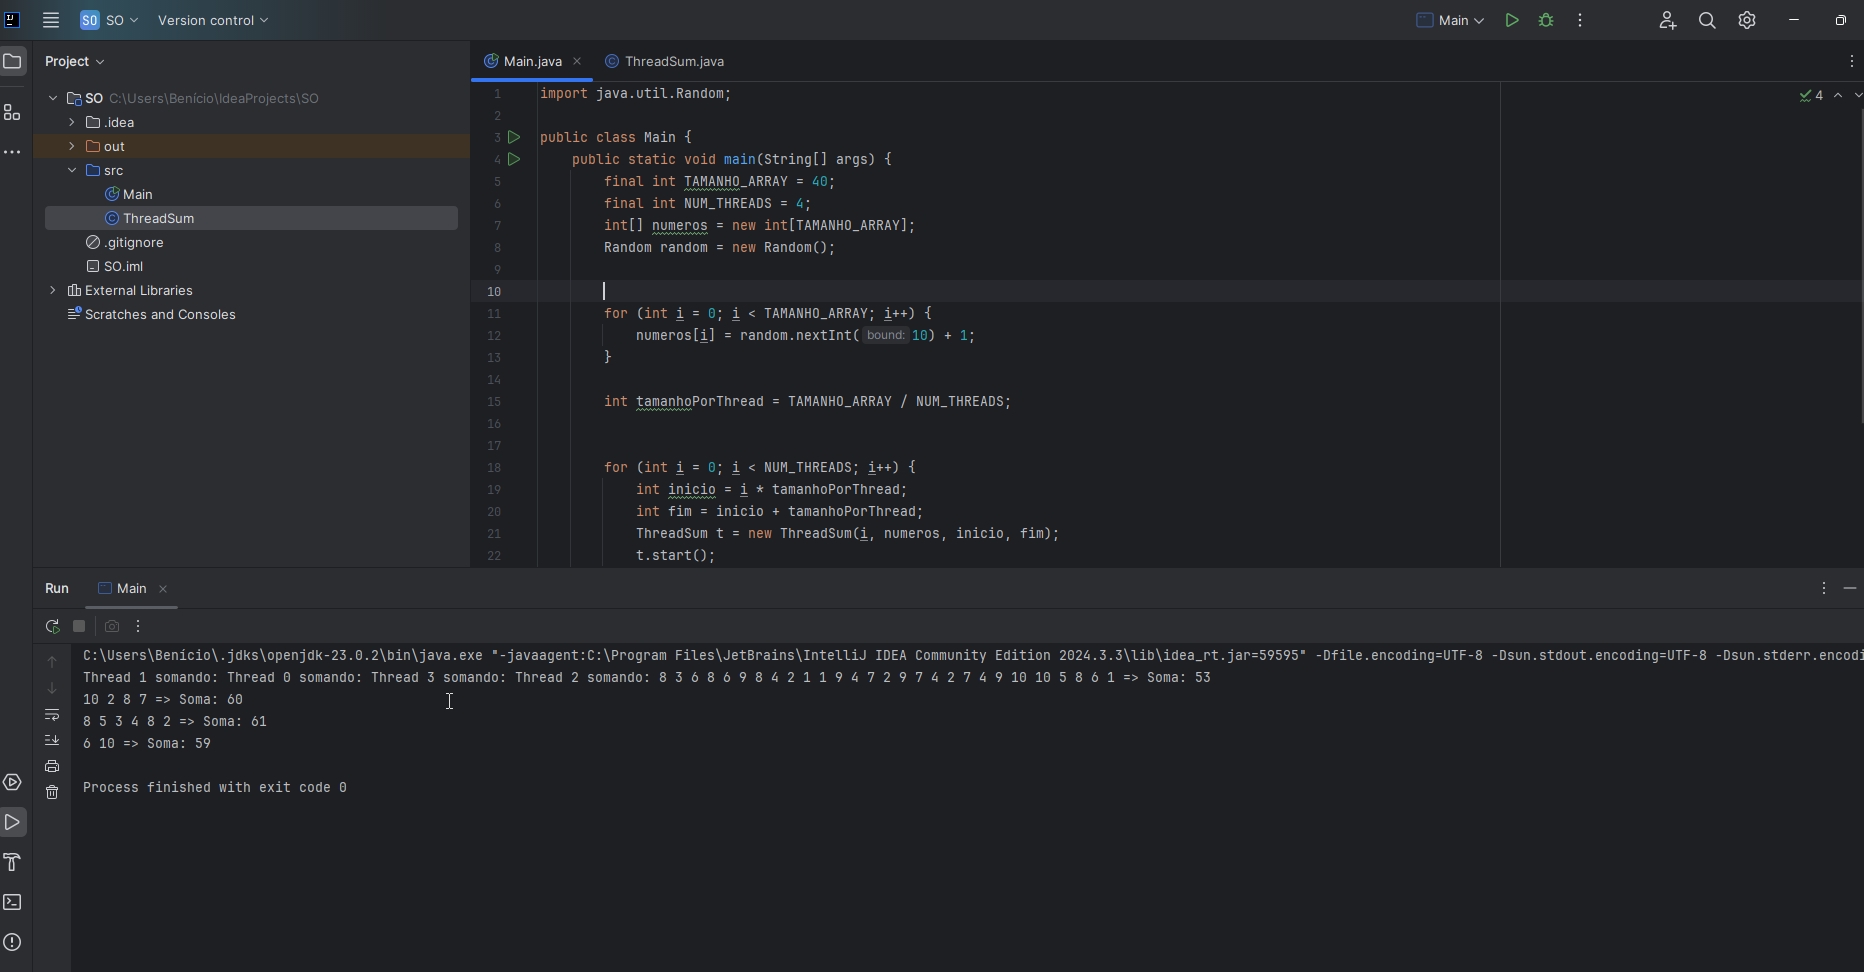 SO SO Version control Main
Project Main.java ThreadSum.java
SO C:\Users\Benício\IdeaProjects\SO
.idea
out
src
Main
ThreadSum
.gitignore
SO.iml
External Libraries
Scratches and Consoles
4
1 import java.util.Random;
2
3 public class Main {
4 public static void main(String[] args) {
5 final int TAMANHO_ARRAY = 40;
6 final int NUM_THREADS = 4;
7 int[] numeros = new int[TAMANHO_ARRAY];
8 Random random = new Random();
9
10
11 for (int i = 0; i < TAMANHO_ARRAY; i++) {
12 numeros[i] = random.nextInt( bound: 10) + 1;
13 }
14
15 int tamanhoPorThread = TAMANHO_ARRAY / NUM_THREADS;
16
17
18 for (int i = 0; i < NUM_THREADS; i++) {
19 int inicio = i * tamanhoPorThread;
20 int fim = inicio + tamanhoPorThread;
21 ThreadSum t = new ThreadSum(i, numeros, inicio, fim);
22 t.start();
Run Main
C:\Users\Benício\.jdks\openjdk-23.0.2\bin\java.exe "-javaagent:C:\Program Files\JetBrains\IntelliJ IDEA Community Edition 2024.3.3\lib\idea_rt.jar=59595" -Dfile.encoding=UTF-8 -Dsun.stdout.encoding=UTF-8 -Dsun.stderr.encodi
Thread 1 somando: Thread 0 somando: Thread 3 somando: Thread 2 somando: 8 3 6 8 6 9 8 4 2 1 1 9 4 7 2 9 7 4 2 7 4 9 10 10 5 8 6 1 => Soma: 53
10 2 8 7 => Soma: 60
8 5 3 4 8 2 => Soma: 61
6 10 => Soma: 59
Process finished with exit code 0